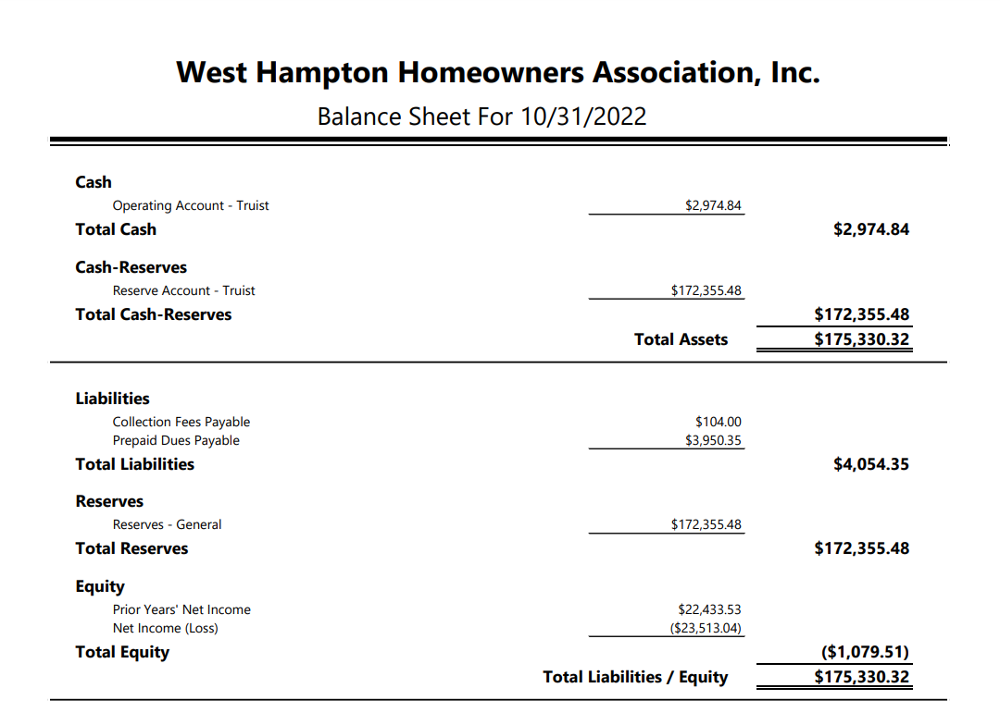 West Hampton Homeowners Association, Inc.
Balance Sheet For 10/31/2022
Cash
Operating Account - Truist $2,974.84
Total Cash $2,974.84
Cash-Reserves
Reserve Account - Truist $172,355.48
Total Cash-Reserves $172,355.48
Total Assets $175,330.32
Liabilities
Collection Fees Payable $104.00
Prepaid Dues Payable $3,950.35
Total Liabilities $4,054.35
Reserves
Reserves - General $172,355.48
Total Reserves $172,355.48
Equity
Prior Years' Net Income $22,433.53
Net Income (Loss) ($23,513.04)
Total Equity ($1,079.51)
Total Liabilities / Equity $175,330.32